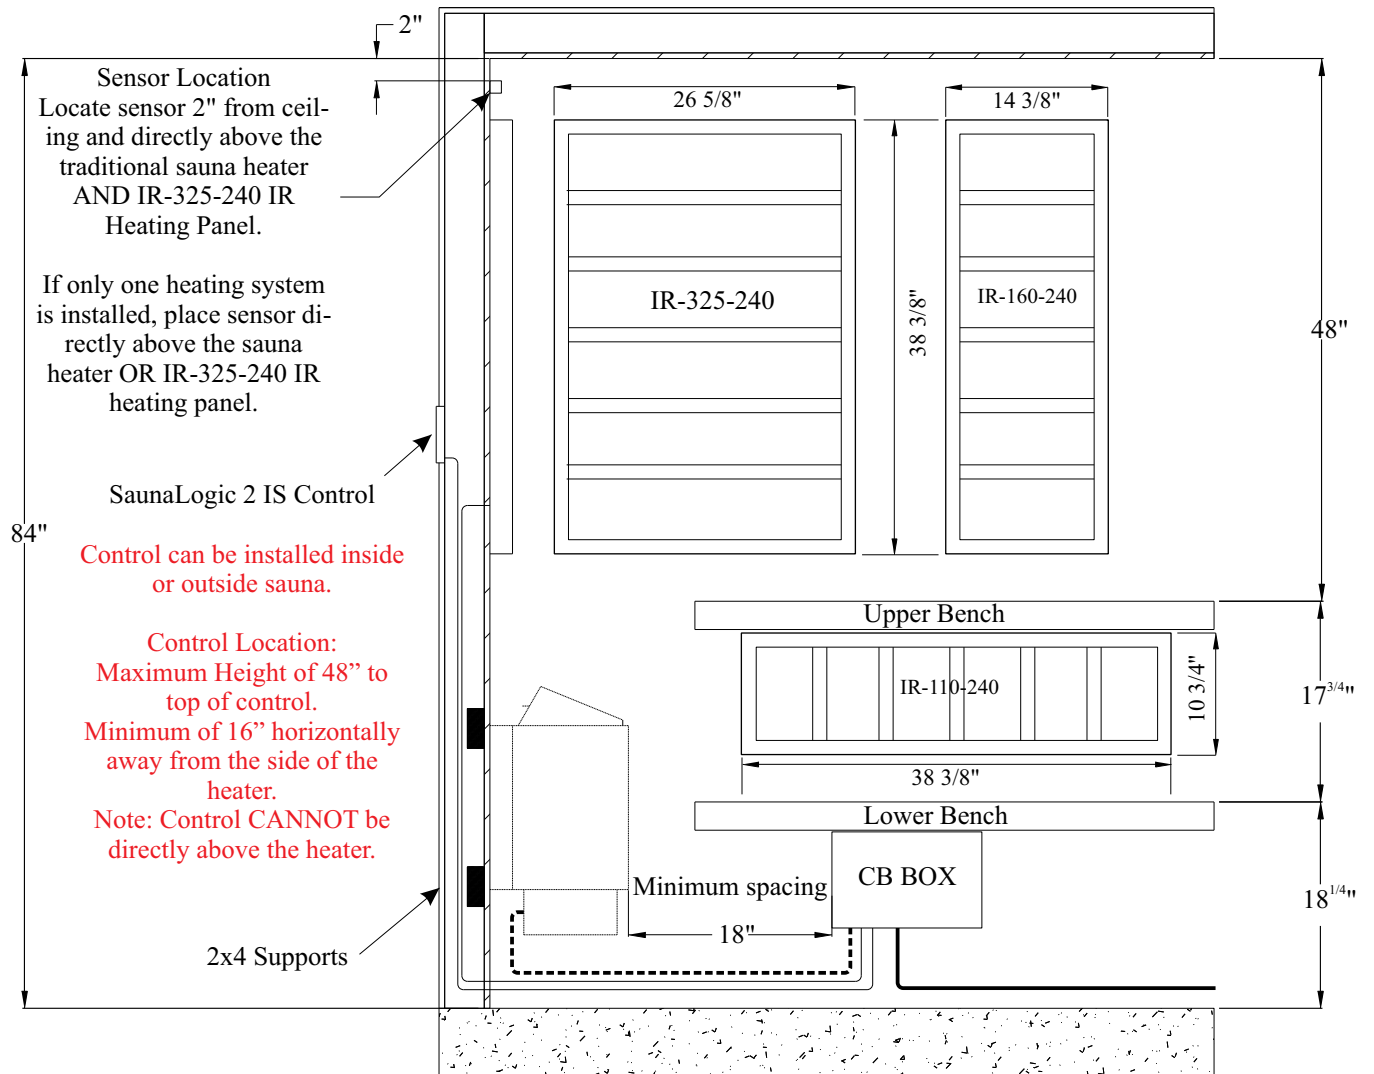 2"
Sensor Location
Locate sensor 2" from ceil-
ing and directly above the
traditional sauna heater
AND IR-325-240 IR
Heating Panel.
If only one heating system
is installed, place sensor di-
rectly above the sauna
heater OR IR-325-240 IR
heating panel.
SaunaLogic 2 IS Control
84"
Control can be installed inside
or outside sauna.
Control Location:
Maximum Height of 48” to
top of control.
Minimum of 16” horizontally
away from the side of the
heater.
Note: Control CANNOT be
directly above the heater.
2x4 Supports
26 5/8"
14 3/8"
IR-325-240
38 3/8"
IR-160-240
48"
Upper Bench
IR-110-240
10 3/4"
17 3/4"
38 3/8"
Lower Bench
CB BOX
Minimum spacing
18"
18 1/4"